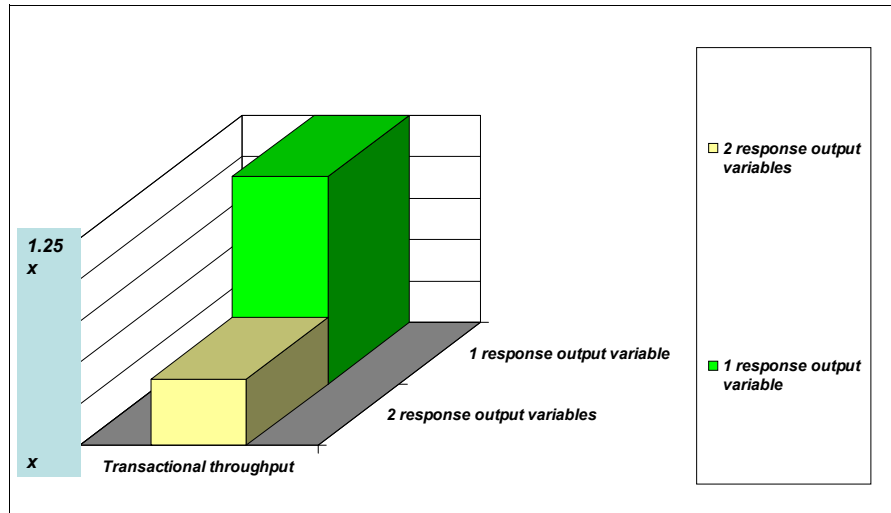 1.25
x
x
Transactional throughput
2 response output variables
1 response output variable
2 response output
variables
1 response output
variable